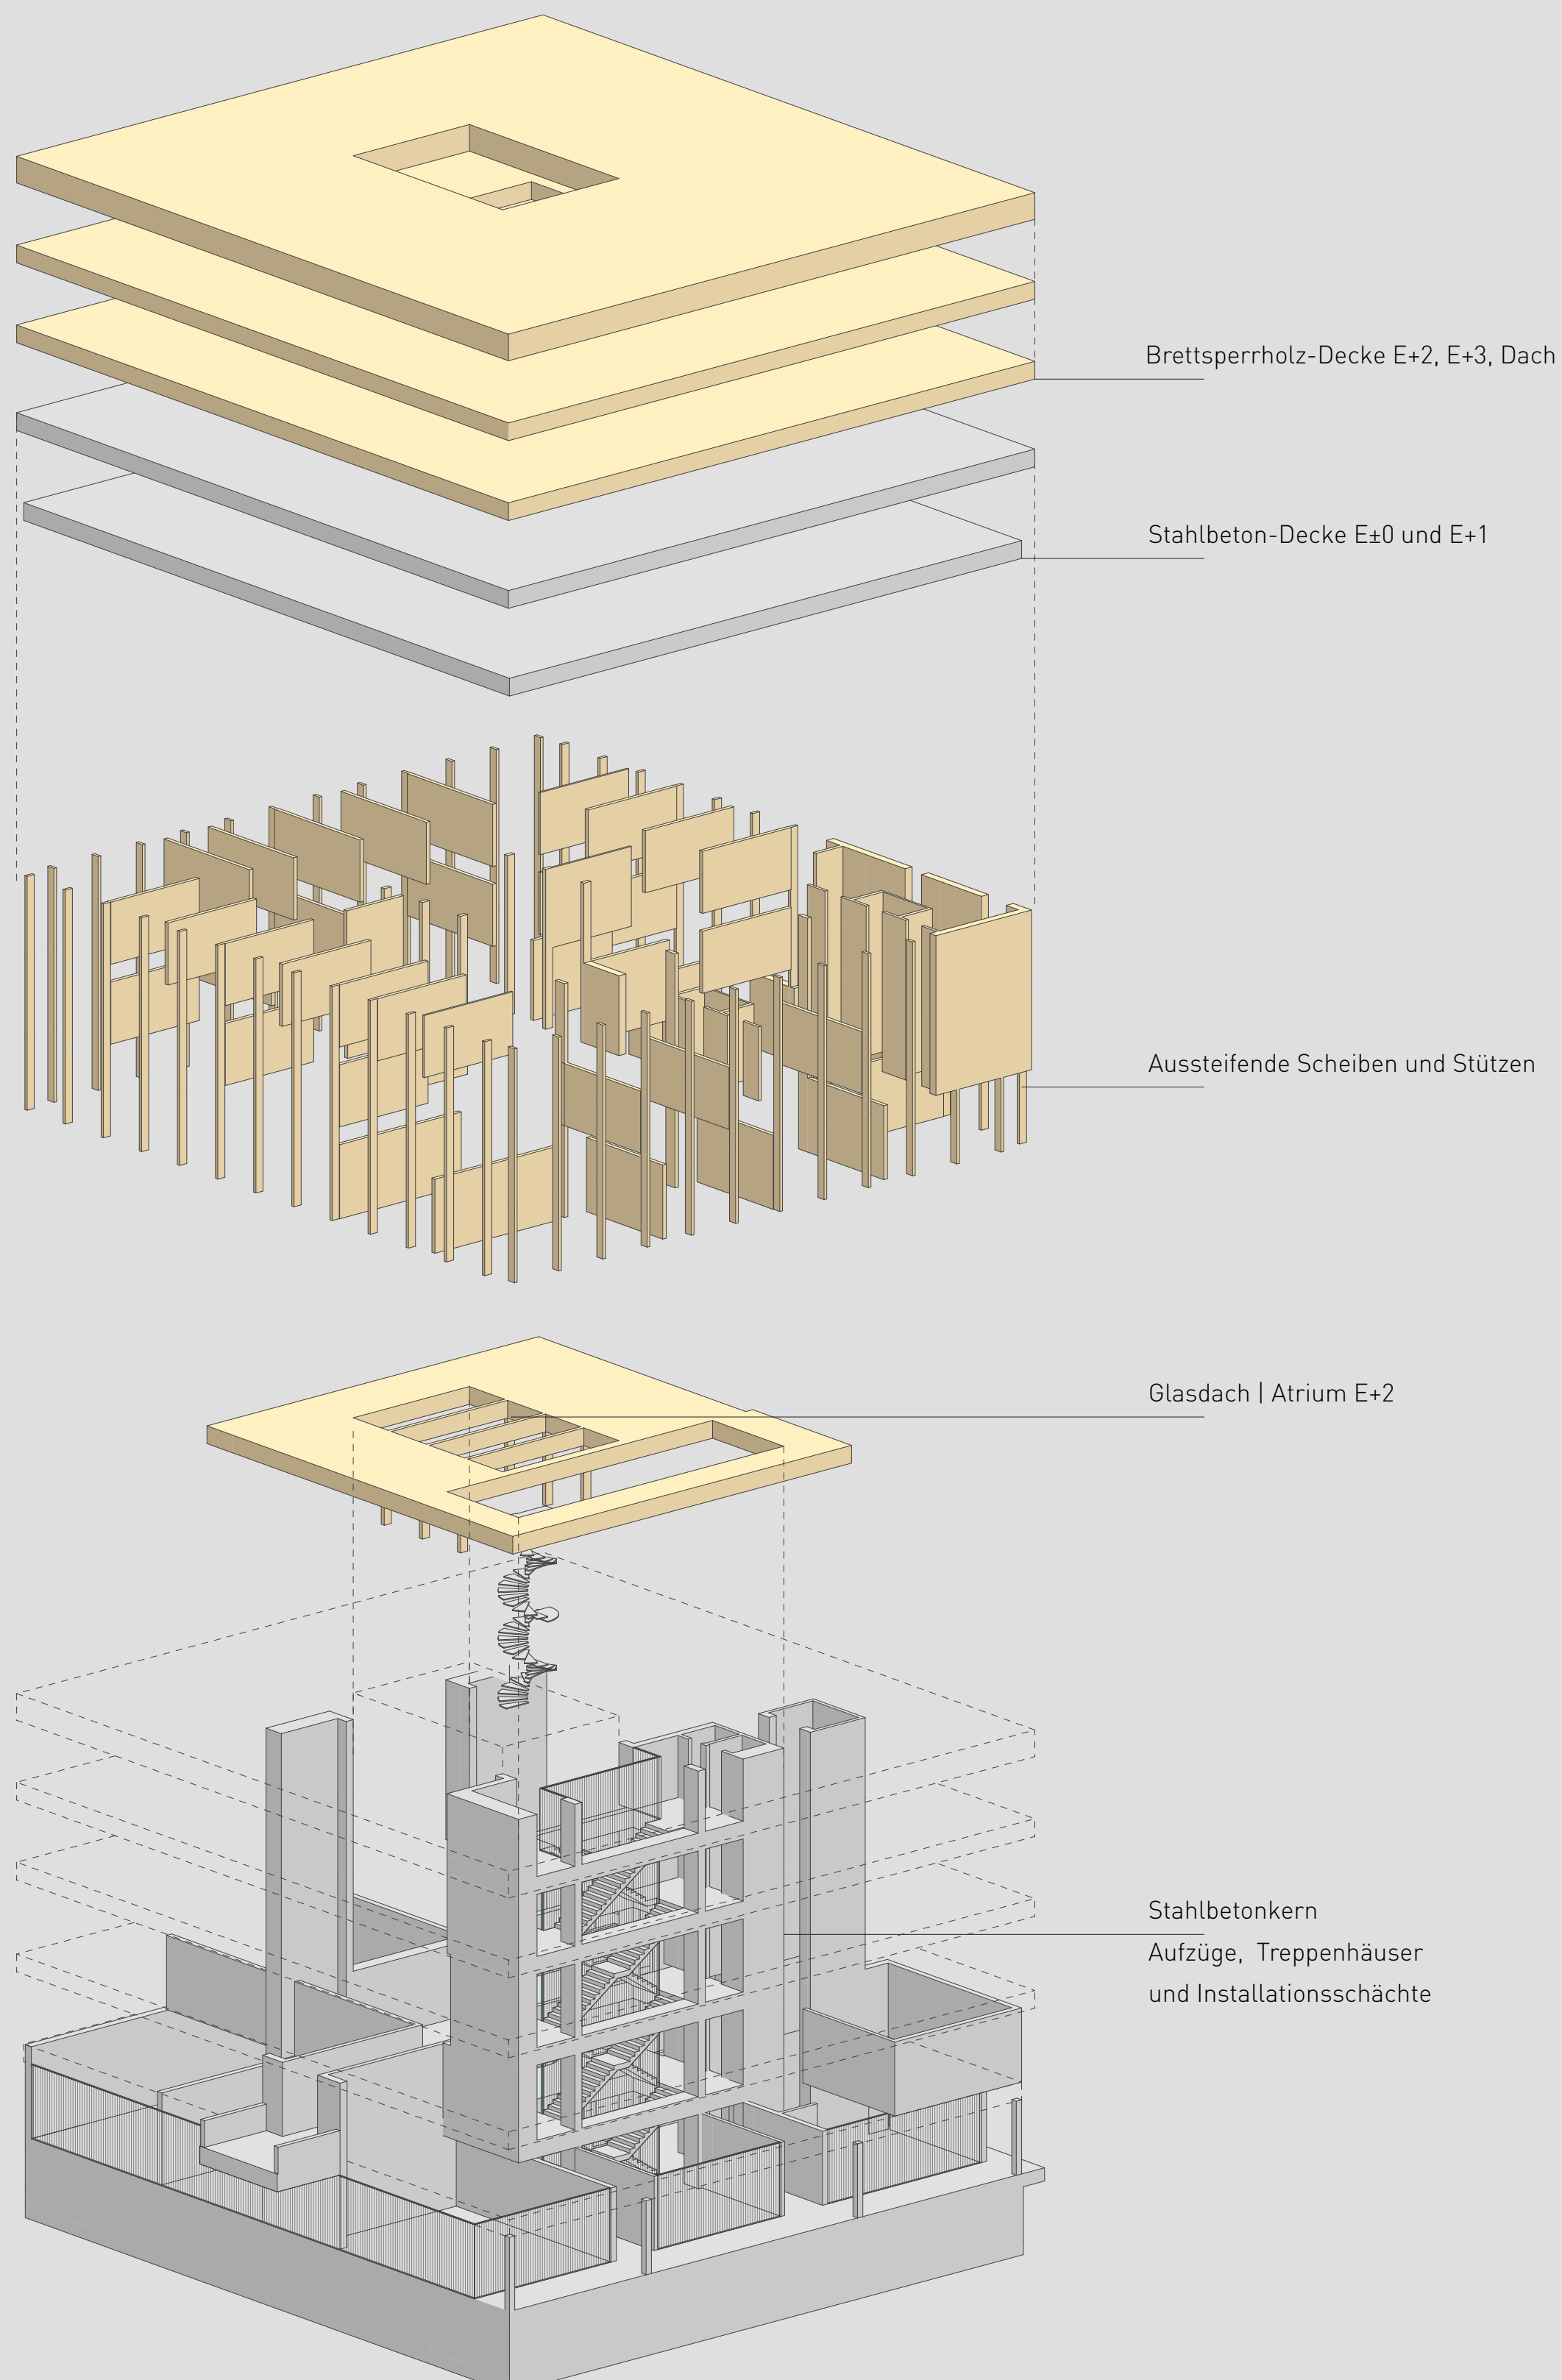 Brettsperrholz-Decke E+2, E+3, Dach
Stahlbeton-Decke E±0 und E+1
Aussteifende Scheiben und Stützen
Glasdach | Atrium E+2
Stahlbetonkern
Aufzüge, Treppenhäuser
und Installationsschächte